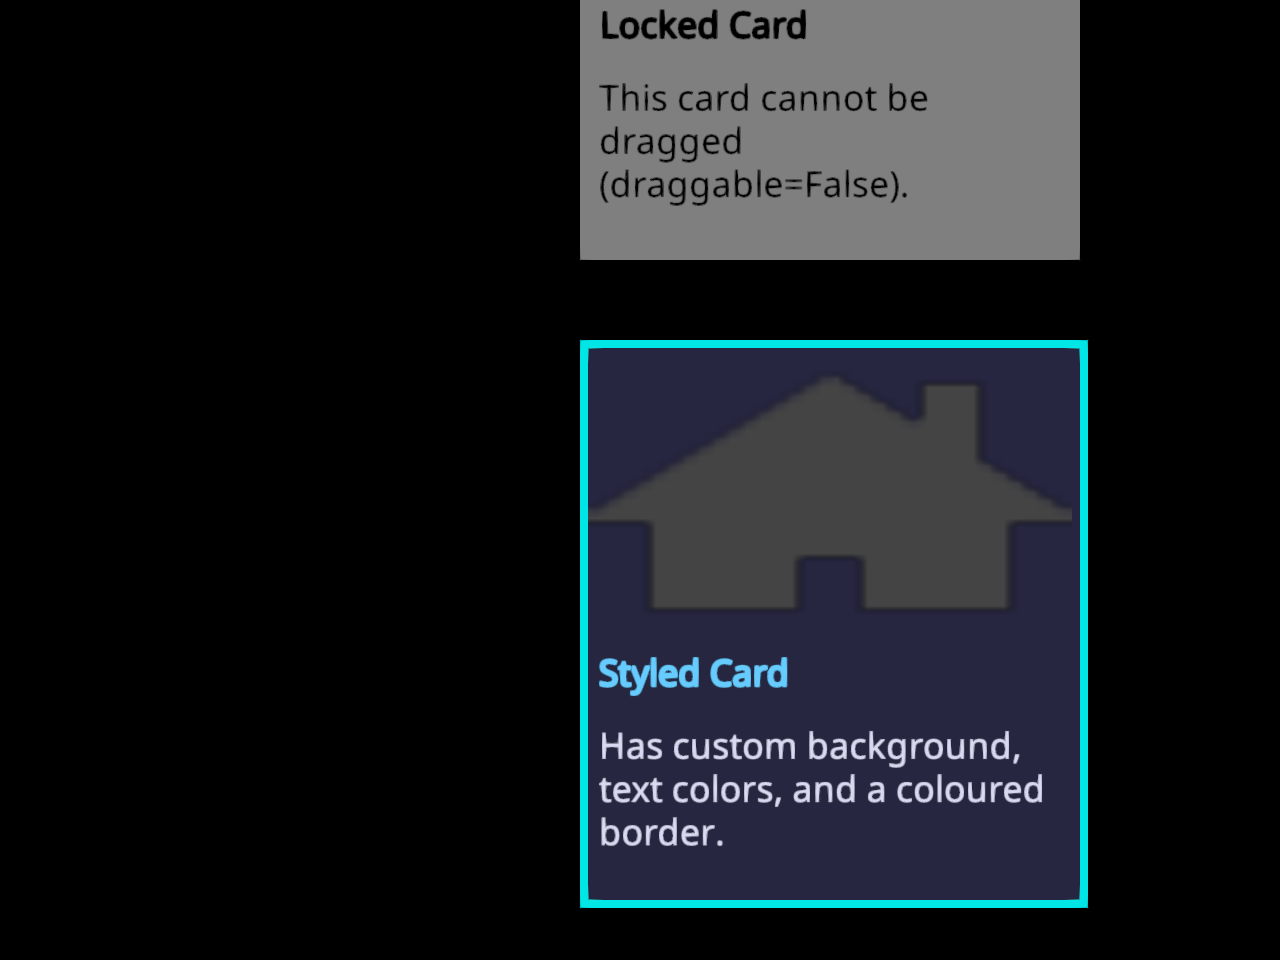 Locked Card
This card cannot be
dragged
(draggable=False).
Styled Card
Has custom background,
text colors, and a coloured
border.